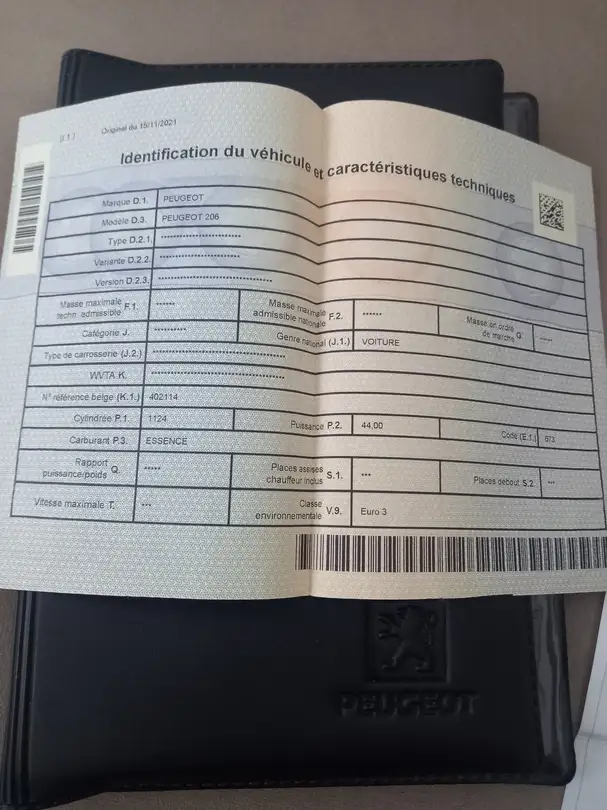 (I.1.) Original du 15/11/2021
Identification du véhicule et caractéristiques techniques
Marque D.1. PEUGEOT
Modèle D.3. PEUGEOT 206
Type D.2.1. ************************
Variante D.2.2. ************************
Version D.2.3. ***********************************
Masse maximale techn. admissible F.1. ****** Masse maximale admissible nationale F.2. ****** Masse en ordre de marche G. *****
Catégorie J. ********** Genre national (J.1.) VOITURE
Type de carrosserie (J.2.) ****************************************
WVTA K. ****************************************
N° référence belge (K.1.) 402114
Cylindrée P.1. 1124 Puissance P.2. 44,00 Code (E.1.) 673
Carburant P.3. ESSENCE
Rapport puissance/poids Q. ***** Places assises chauffeur inclus S.1. *** Places debout S.2. ***
Vitesse maximale T. *** Classe environnementale V.9. Euro 3
PEUGEOT